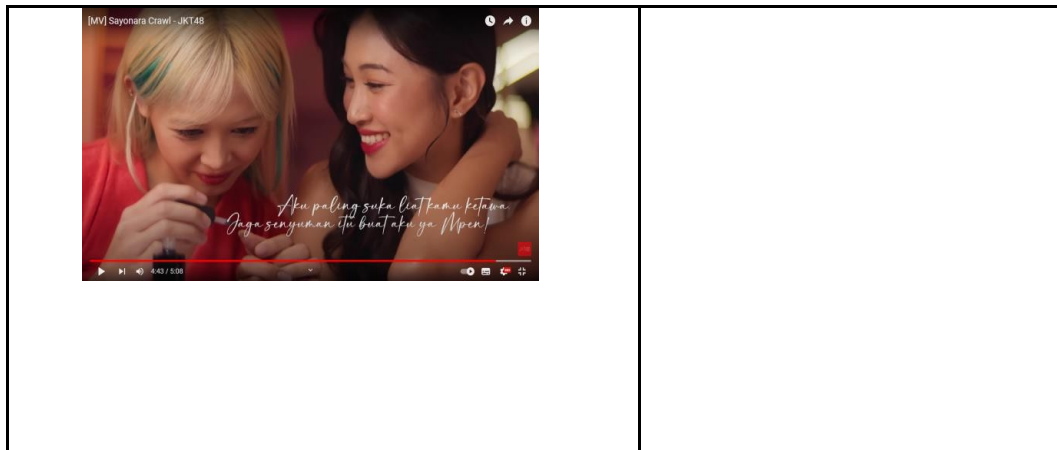 [MV] Sayonara Crawl - JKT48
Aku paling suka liat kamu ketawa
Jaga senyuman itu buat aku ya Mpen!
4:43 / 5:08